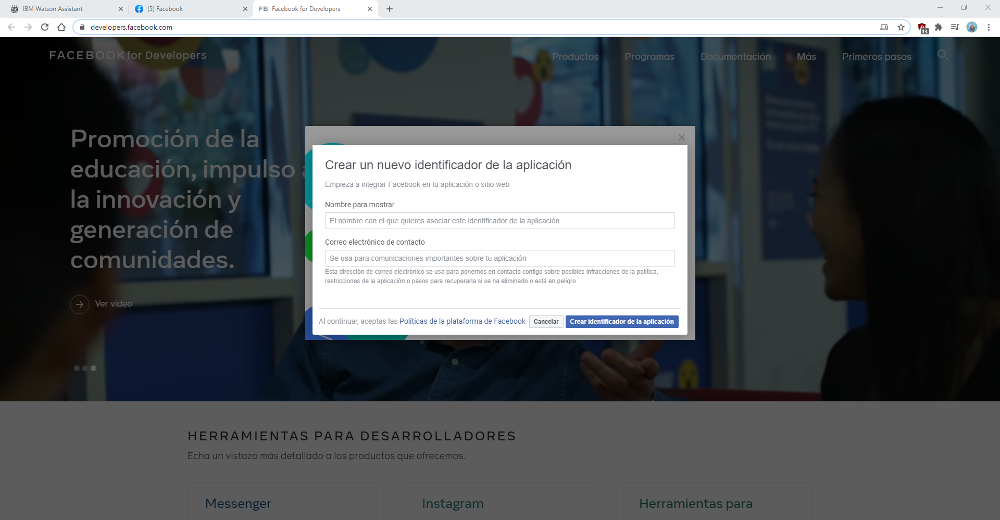 IBM Watson Assistant
(5) Facebook
FB Facebook for Developers
developers.facebook.com
13
FACEBOOK for Developers
Productos
Programas
Documentación
Más
Primeros pasos
Promoción de la
educación, impulso a
la innovación y
generación de
comunidades.
Ver vídeo
Crear un nuevo identificador de la aplicación
Empieza a integrar Facebook en tu aplicación o sitio web
Nombre para mostrar
El nombre con el que quieres asociar este identificador de la aplicación
Correo electrónico de contacto
Se usa para comunicaciones importantes sobre tu aplicación
Esta dirección de correo electrónico se usa para ponernos en contacto contigo sobre posibles infracciones de la política,
restricciones de la aplicación o pasos para recuperarla si se ha eliminado o está en peligro.
Al continuar, aceptas las Políticas de la plataforma de Facebook
Cancelar
Crear identificador de la aplicación
HERRAMIENTAS PARA DESARROLLADORES
Echa un vistazo más detallado a los productos que ofrecemos.
Messenger
Instagram
Herramientas para